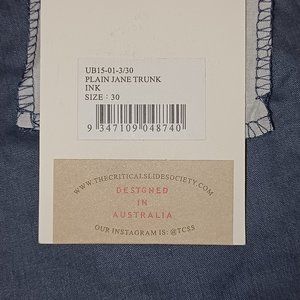 UB15-01-3/30
PLAIN JANE TRUNK
INK
SIZE : 30
9 347109 048740
WWW.THECRITICALSLIDESOCIETY.COM
DESIGNED
IN
AUSTRALIA
OUR INSTAGRAM IS: @TCSS